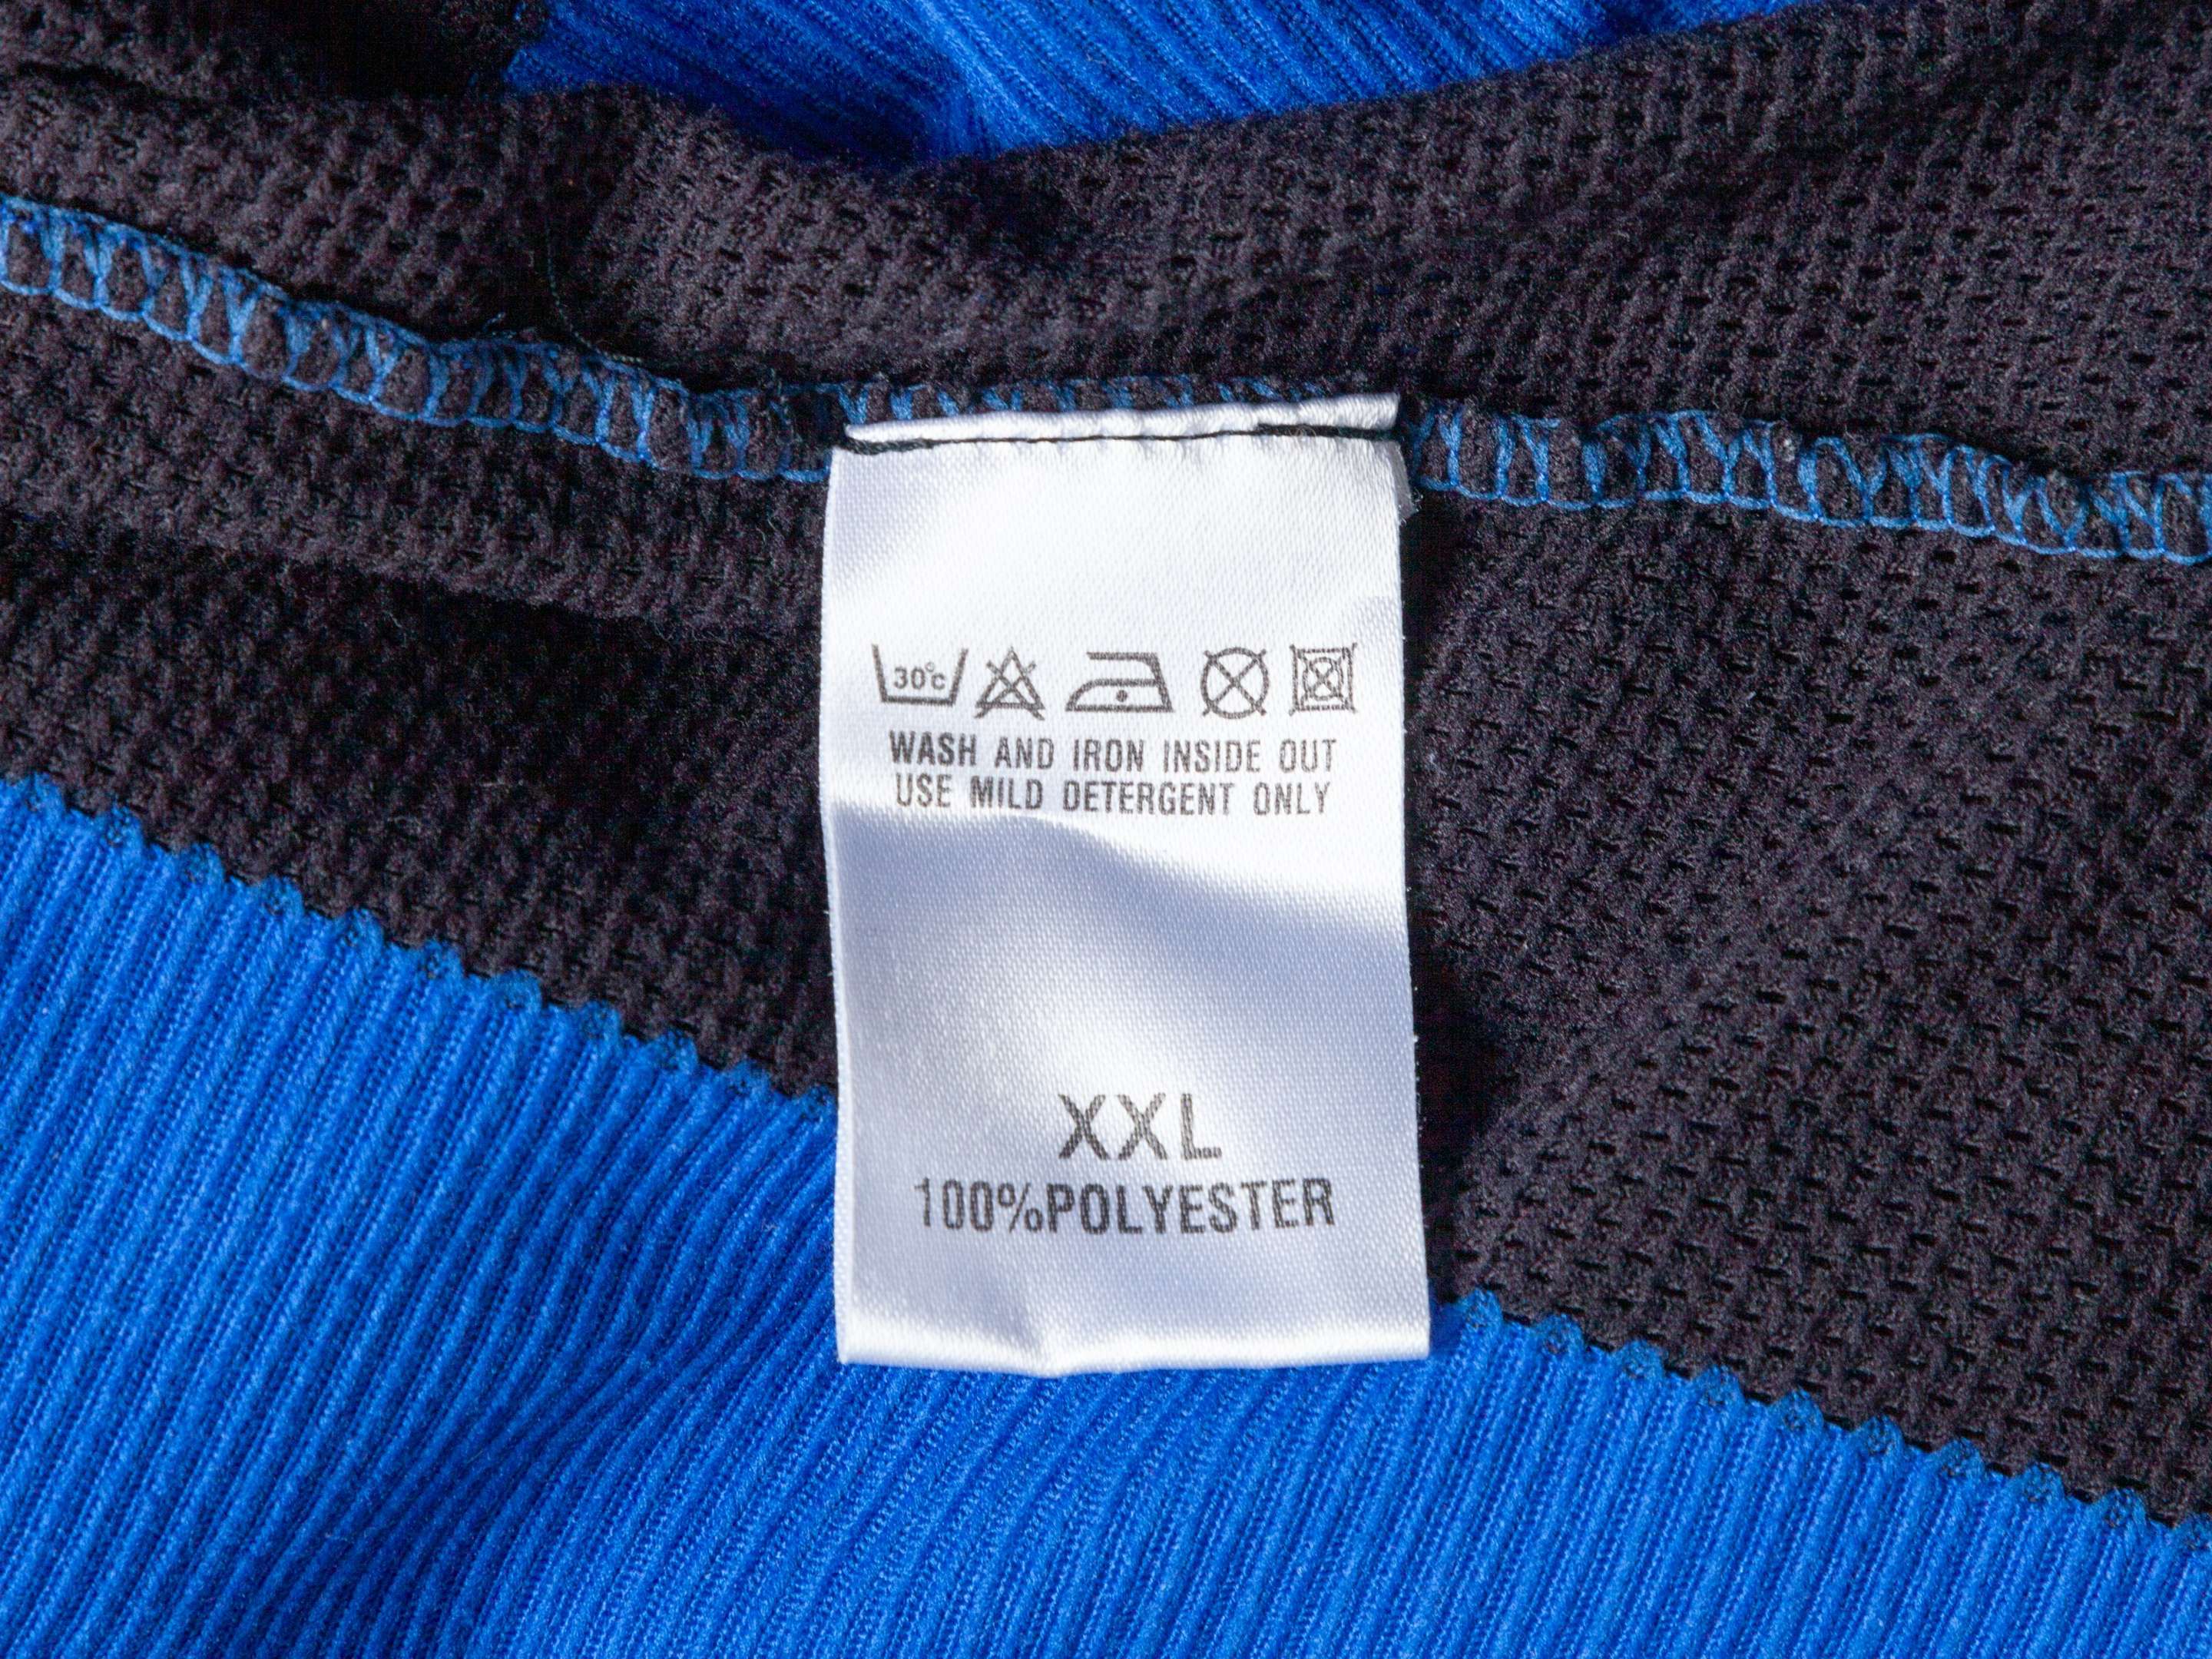 30°c
WASH AND IRON INSIDE OUT
USE MILD DETERGENT ONLY
XXL
100%POLYESTER